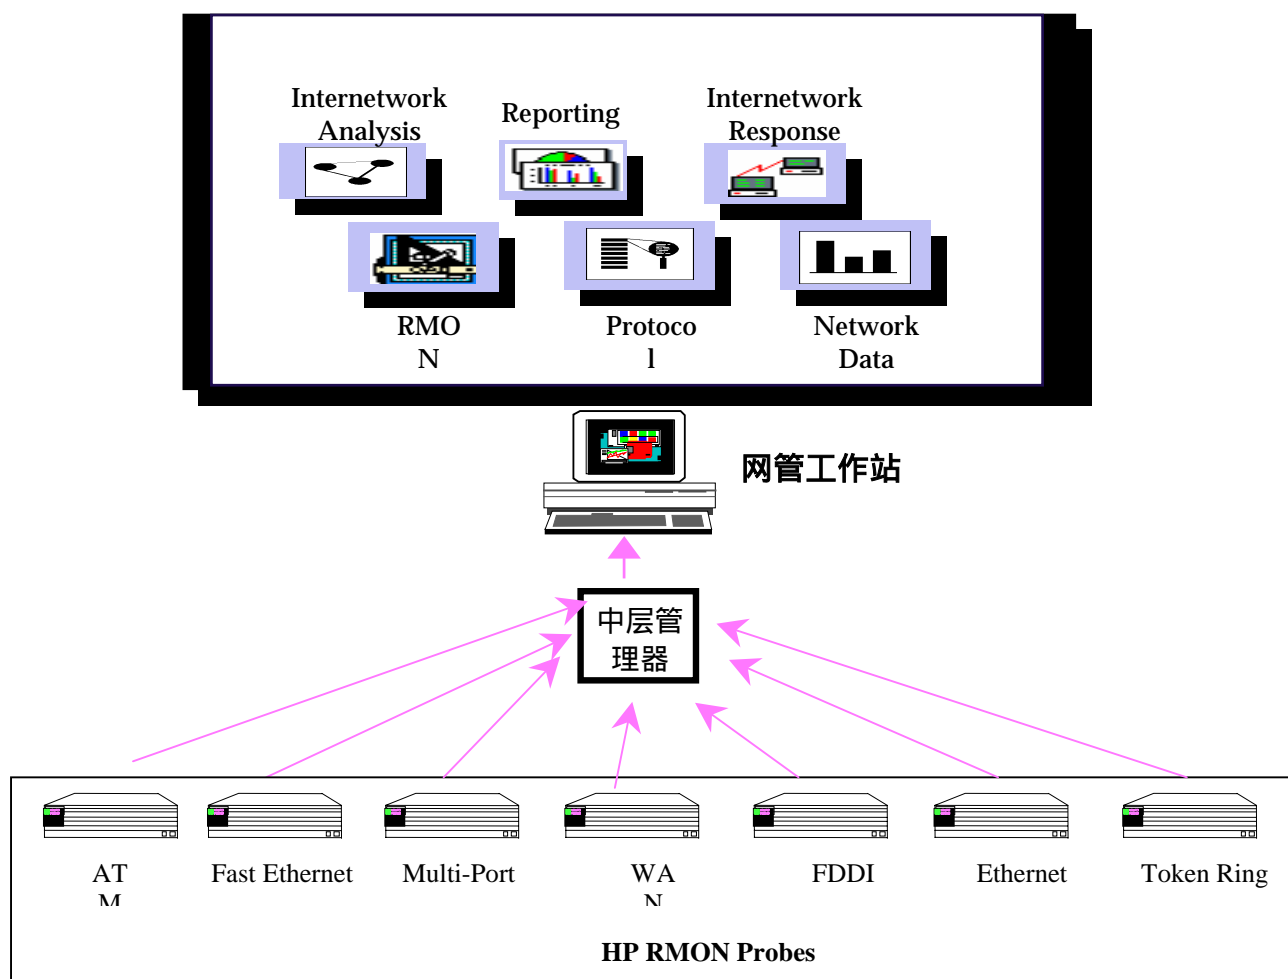 Internetwork
Analysis
Reporting
Internetwork
Response
RMO
N
Protoco
l
Network
Data
网管工作站
中层管
理器
AT
M
Fast Ethernet
Multi-Port
WA
N
FDDI
Ethernet
Token Ring
HP RMON Probes